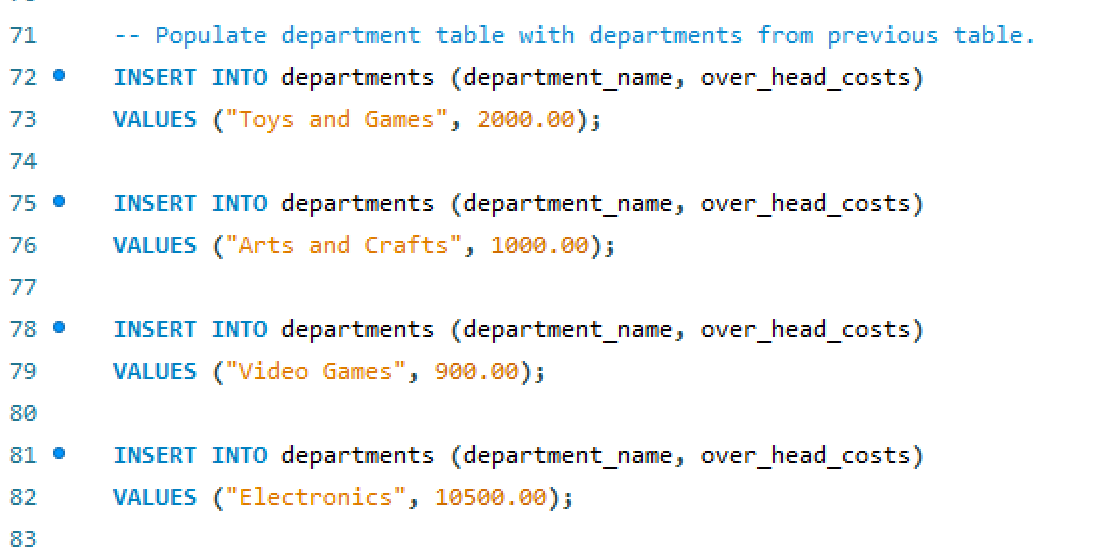 71 -- Populate department table with departments from previous table.
72 INSERT INTO departments (department_name, over_head_costs)
73 VALUES ("Toys and Games", 2000.00);
74
75 INSERT INTO departments (department_name, over_head_costs)
76 VALUES ("Arts and Crafts", 1000.00);
77
78 INSERT INTO departments (department_name, over_head_costs)
79 VALUES ("Video Games", 900.00);
80
81 INSERT INTO departments (department_name, over_head_costs)
82 VALUES ("Electronics", 10500.00);
83